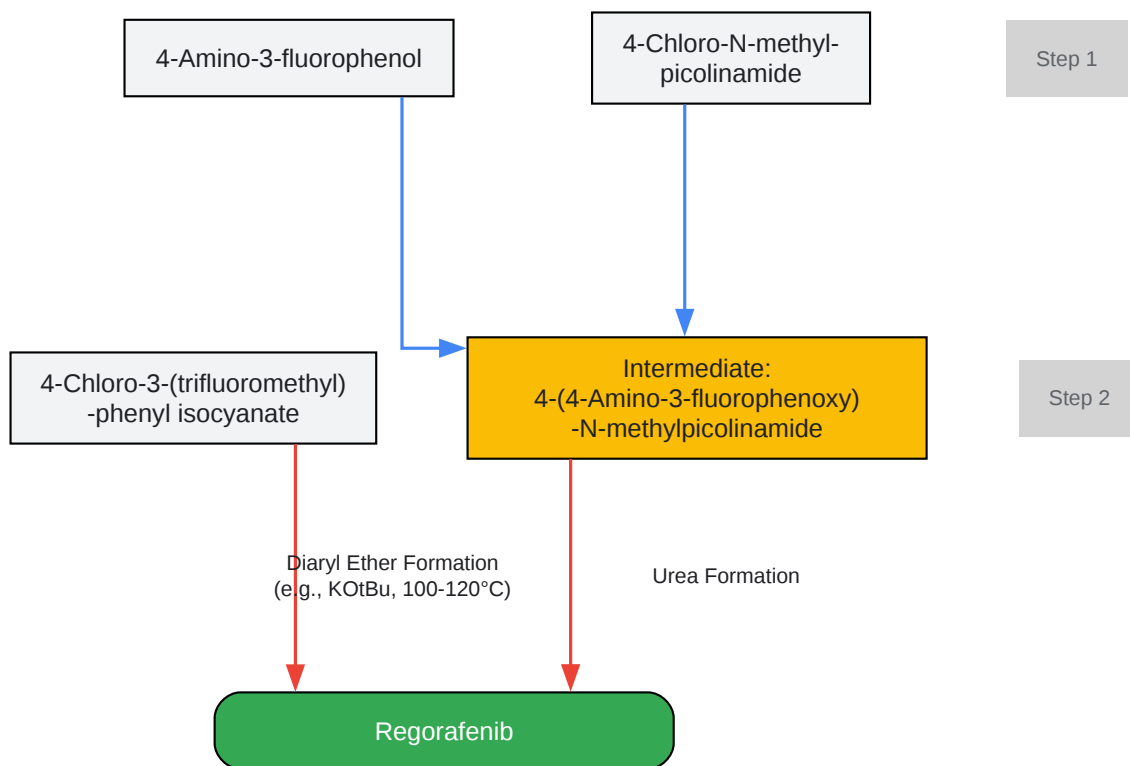 4-Amino-3-fluorophenol
4-Chloro-N-methyl-
picolinamide
Step 1
4-Chloro-3-(trifluoromethyl)
-phenyl isocyanate
Intermediate:
4-(4-Amino-3-fluorophenoxy)
-N-methylpicolinamide
Step 2
Diaryl Ether Formation
(e.g., KOtBu, 100-120°C)
Urea Formation
Regorafenib